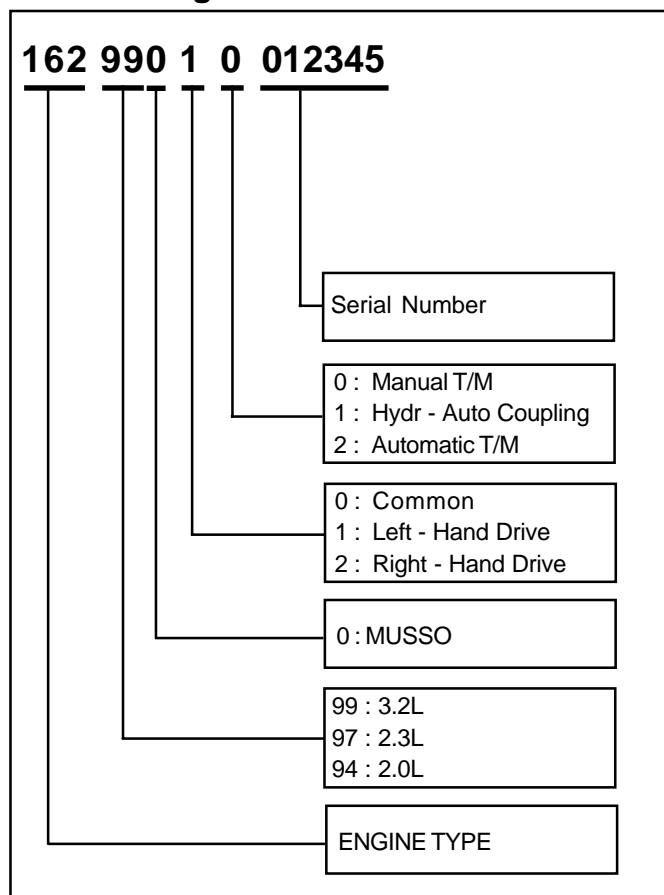 162 990 1 0 012345
Serial Number
0 : Manual T/M
1 : Hydr - Auto Coupling
2 : Automatic T/M
0 : Common
1 : Left - Hand Drive
2 : Right - Hand Drive
0 : MUSSO
99 : 3.2L
97 : 2.3L
94 : 2.0L
ENGINE TYPE